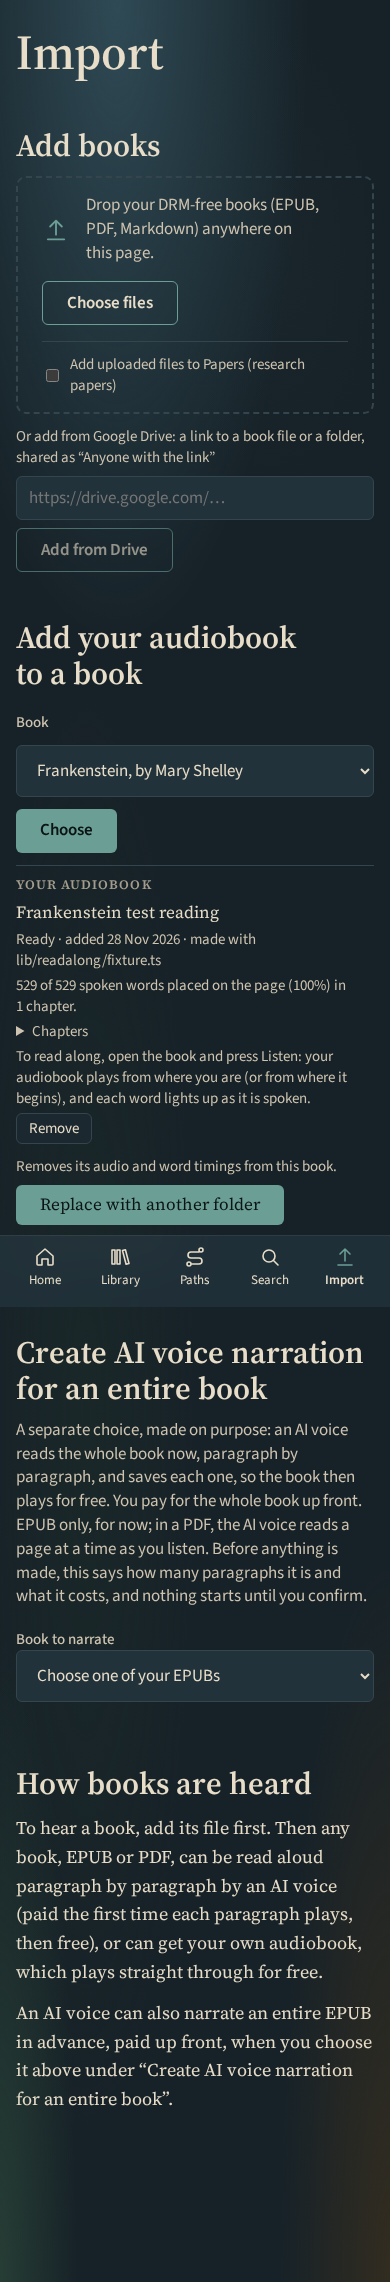 Import
Add books
Drop your DRM-free books (EPUB,
PDF, Markdown) anywhere on
this page.
Choose files
Add uploaded files to Papers (research
papers)
Or add from Google Drive: a link to a book file or a folder,
shared as “Anyone with the link”
https://drive.google.com/…
Add from Drive
Add your audiobook
to a book
Book
Frankenstein, by Mary Shelley
Choose
YOUR AUDIOBOOK
Frankenstein test reading
Ready · added 28 Nov 2026 · made with
lib/readalong/fixture.ts
529 of 529 spoken words placed on the page (100%) in
1 chapter.
Chapters
To read along, open the book and press Listen: your
audiobook plays from where you are (or from where it
begins), and each word lights up as it is spoken.
Remove
Removes its audio and word timings from this book.
Replace with another folder
Home
Library
Paths
Search
Import
Create AI voice narration
for an entire book
A separate choice, made on purpose: an AI voice
reads the whole book now, paragraph by
paragraph, and saves each one, so the book then
plays for free. You pay for the whole book up front.
EPUB only, for now; in a PDF, the AI voice reads a
page at a time as you listen. Before anything is
made, this says how many paragraphs it is and
what it costs, and nothing starts until you confirm.
Book to narrate
Choose one of your EPUBs
How books are heard
To hear a book, add its file first. Then any
book, EPUB or PDF, can be read aloud
paragraph by paragraph by an AI voice
(paid the first time each paragraph plays,
then free), or can get your own audiobook,
which plays straight through for free.
An AI voice can also narrate an entire EPUB
in advance, paid up front, when you choose
it above under “Create AI voice narration
for an entire book”.